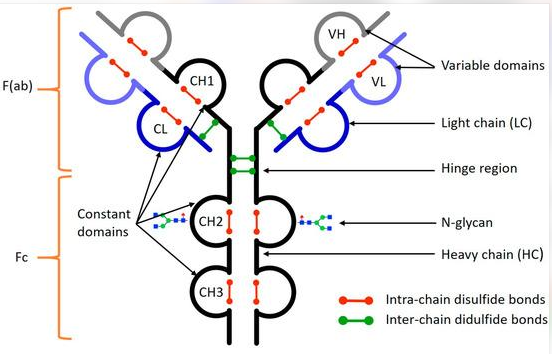 VH
Variable domains
F(ab)
CH1
VL
CL
Light chain (LC)
Hinge region
Constant
domains
CH2
N-glycan
Fc
Heavy chain (HC)
CH3
Intra-chain disulfide bonds
Inter-chain didulfide bonds